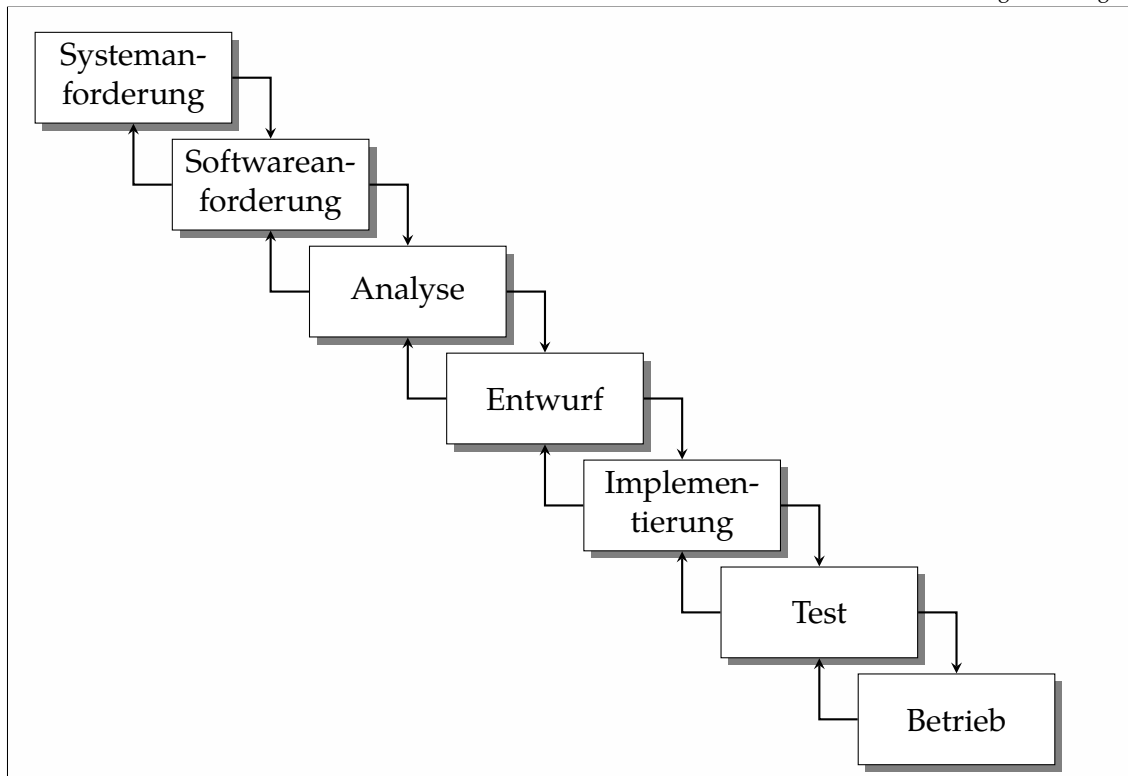 Systeman-
forderung
Softwarean-
forderung
Analyse
Entwurf
Implemen-
tierung
Test
Betrieb